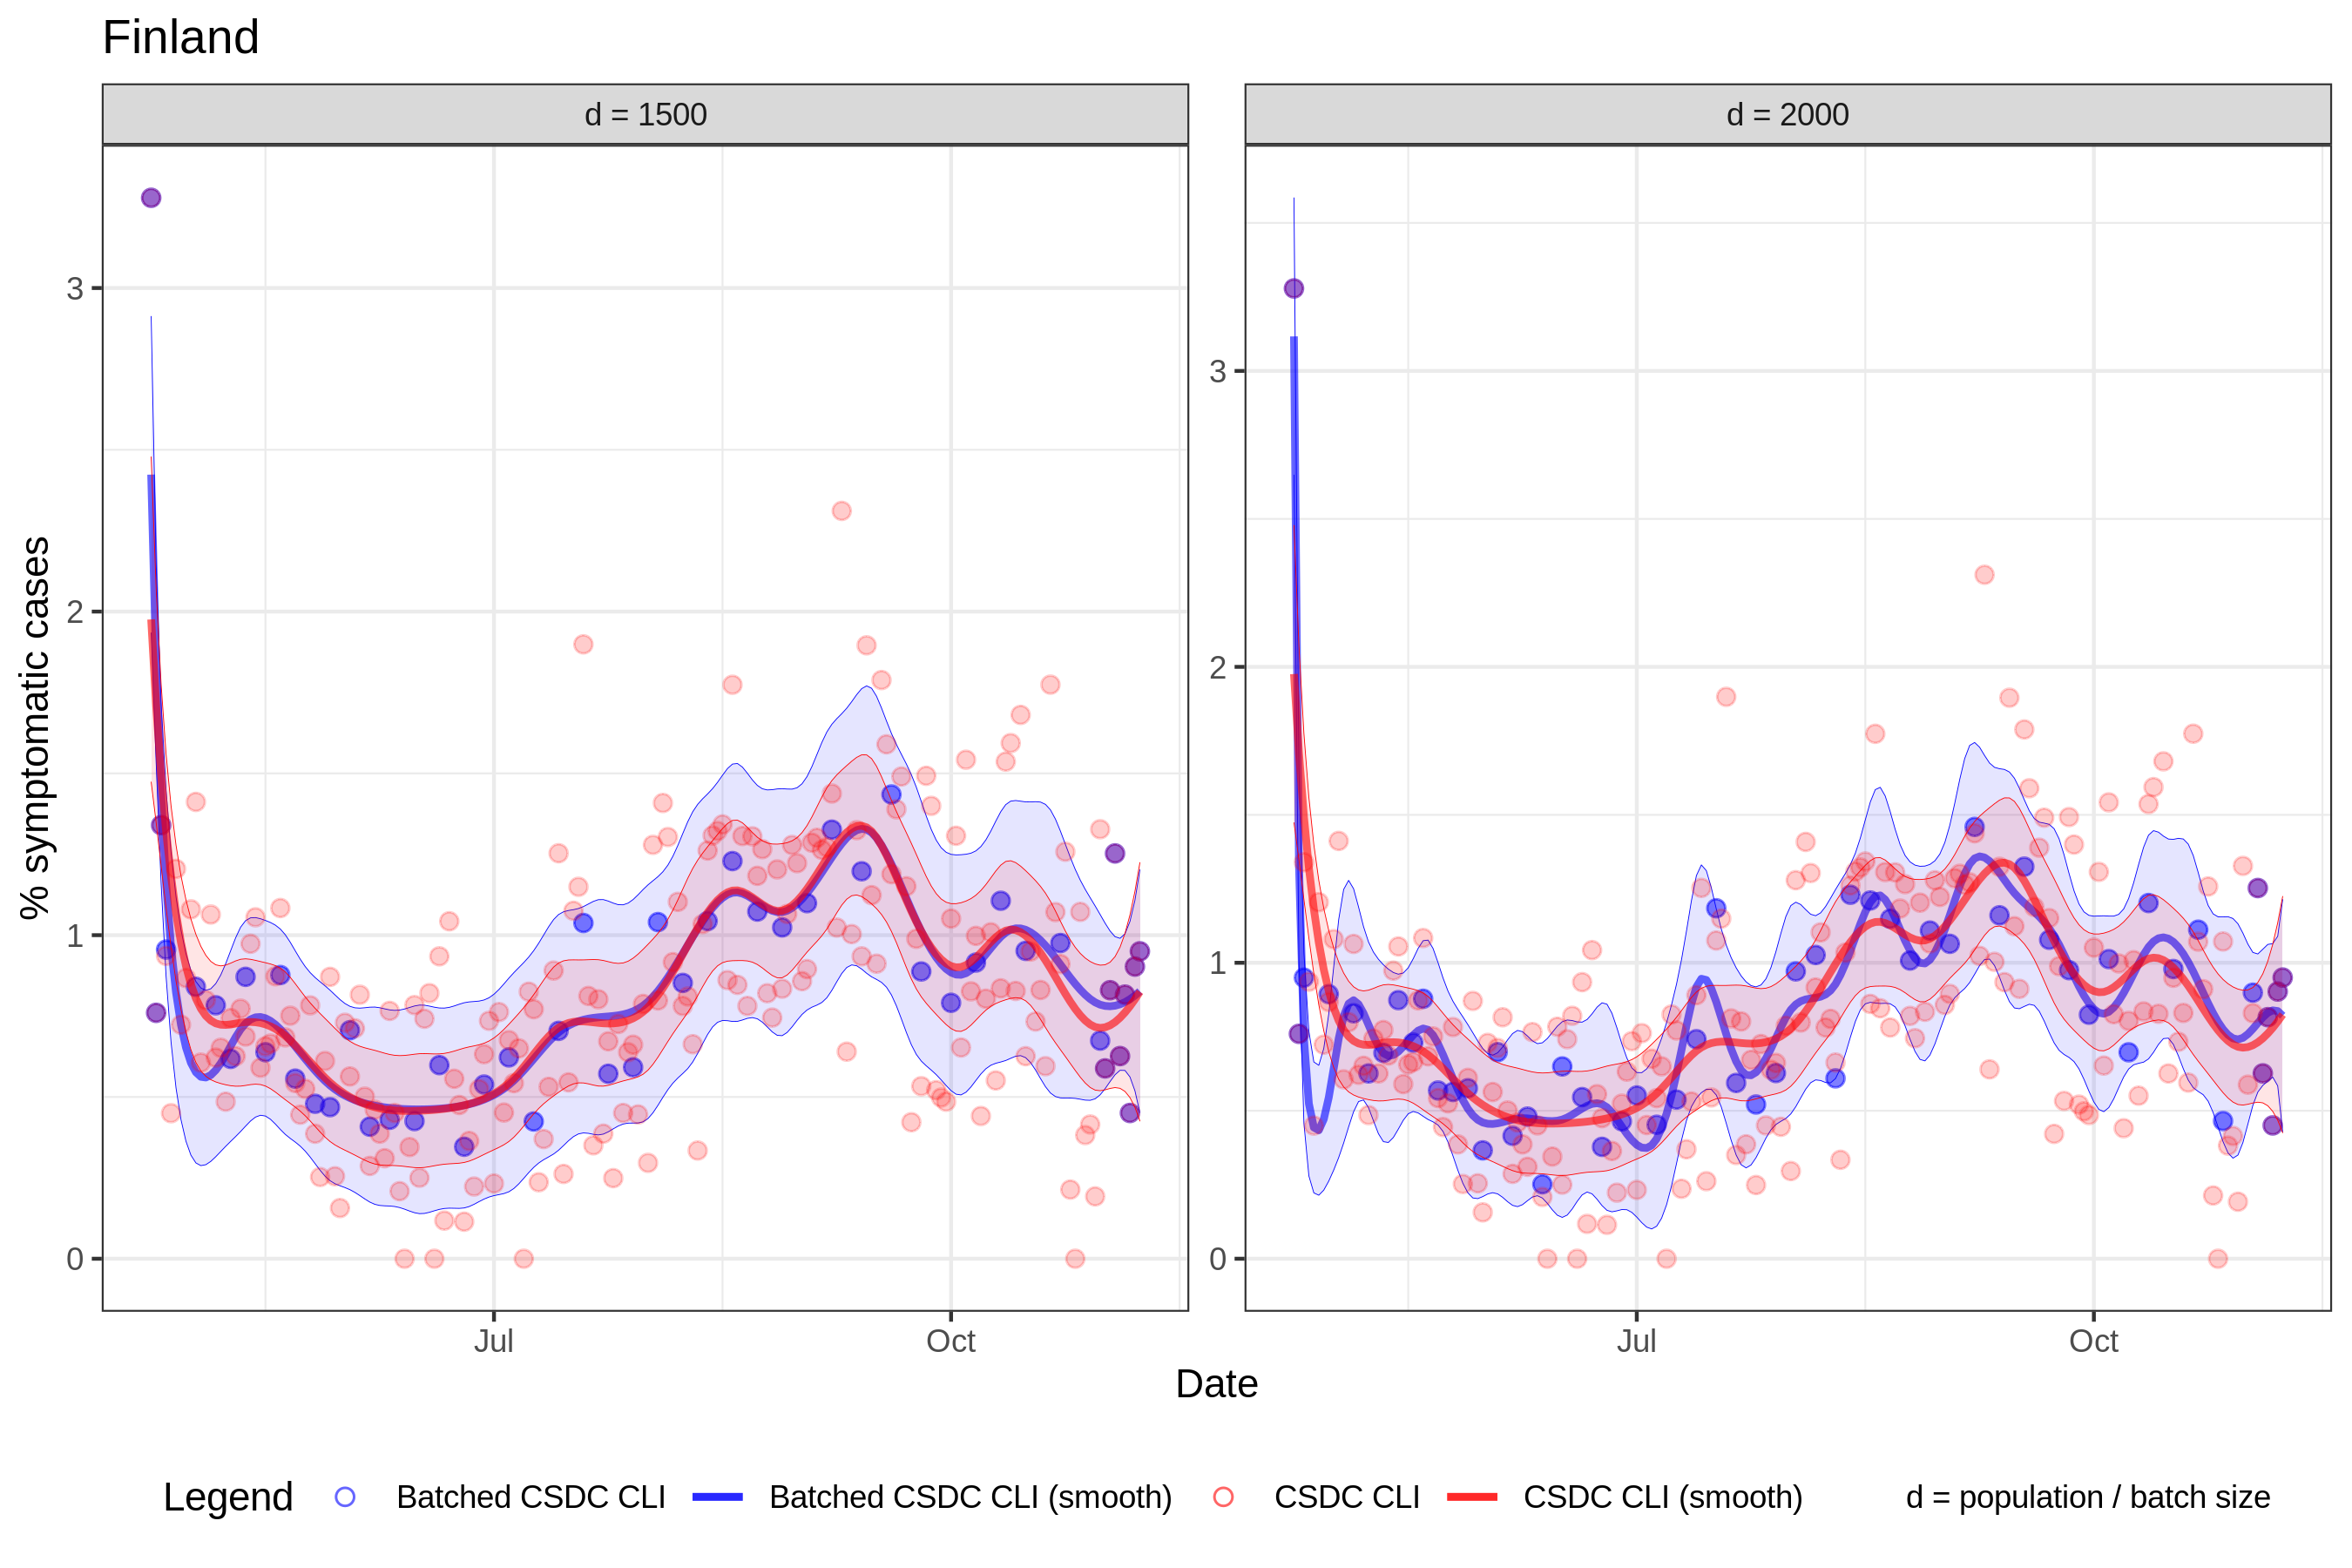 Finland
d = 1500
d = 2000
% symptomatic cases
3
2
1
0
3
2
1
0
Jul
Oct
Jul
Oct
Date
Legend
Batched CSDC CLI
Batched CSDC CLI (smooth)
CSDC CLI
CSDC CLI (smooth)
d = population / batch size